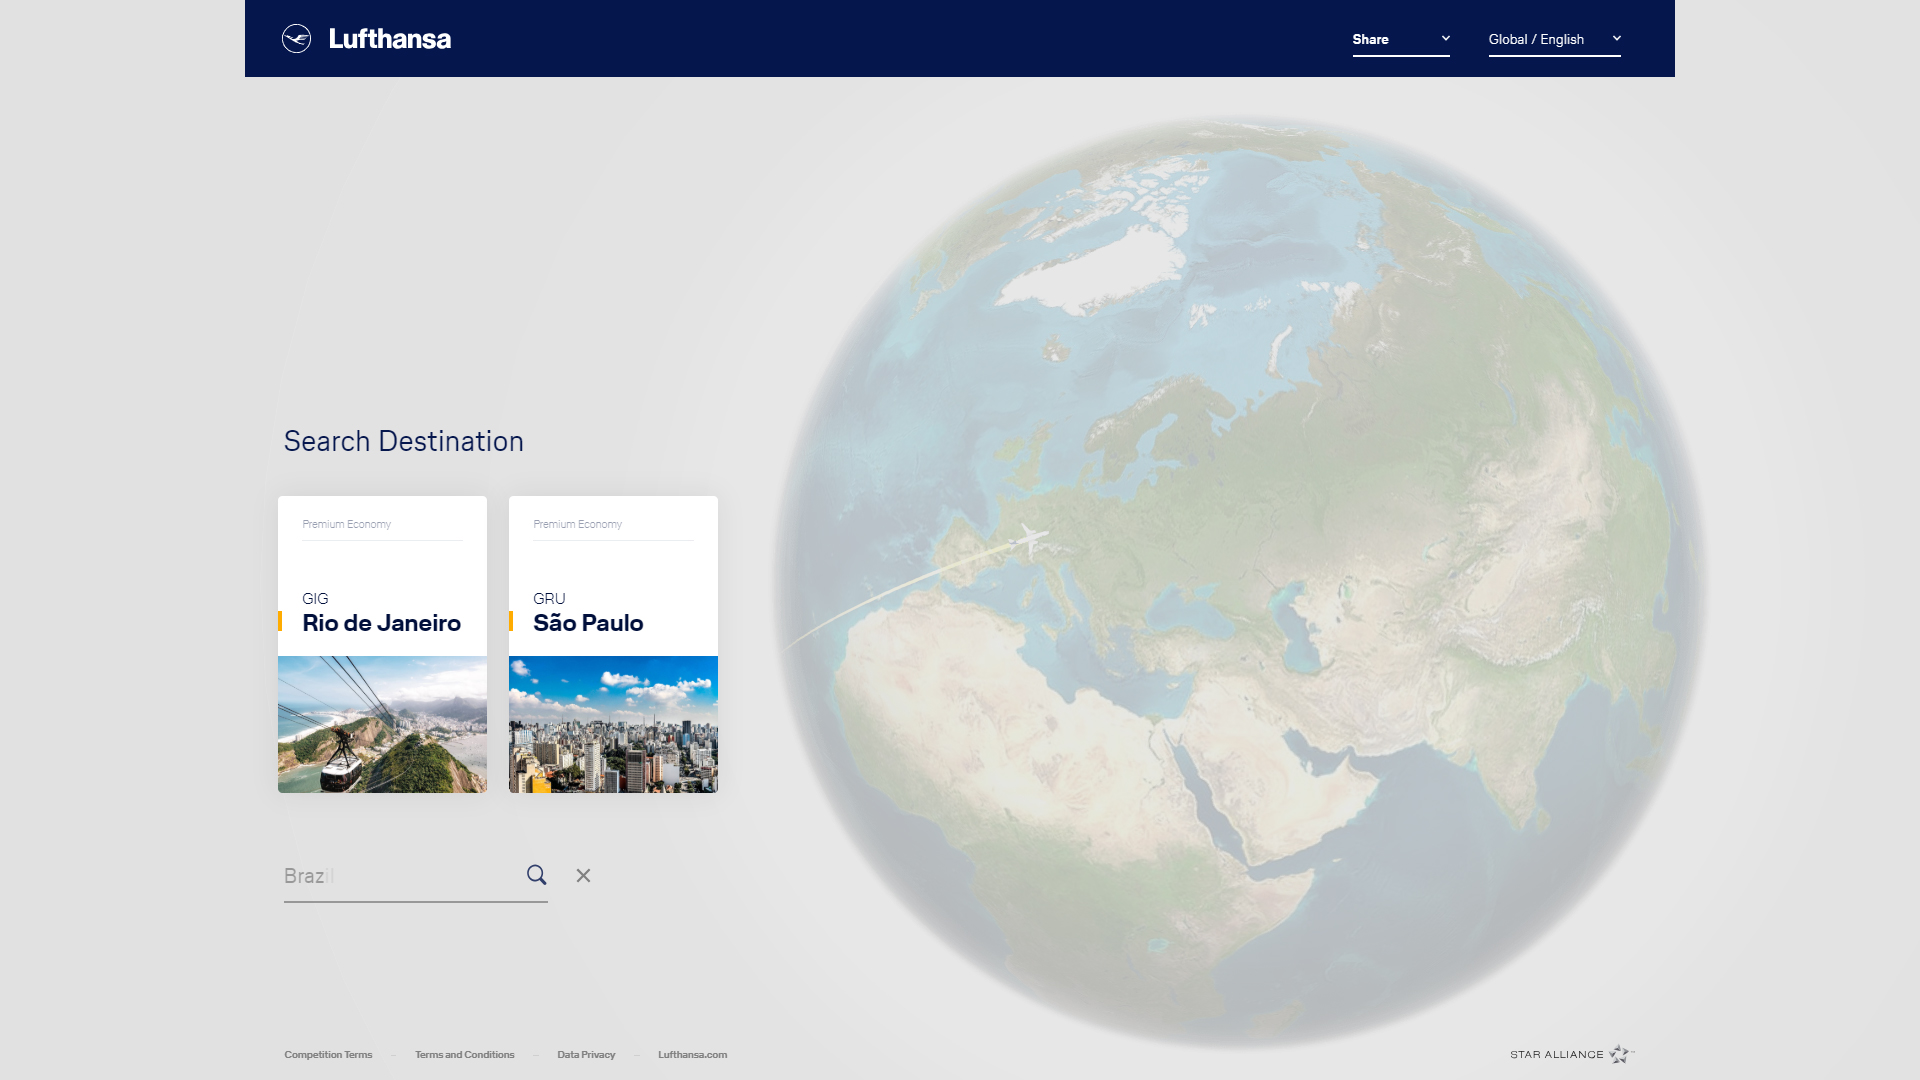 Lufthansa
Share
Global / English
Search Destination
Premium Economy
GIG
Rio de Janeiro
Premium Economy
GRU
São Paulo
Brazil
Competition Terms – Terms and Conditions – Data Privacy – Lufthansa.com
STAR ALLIANCE